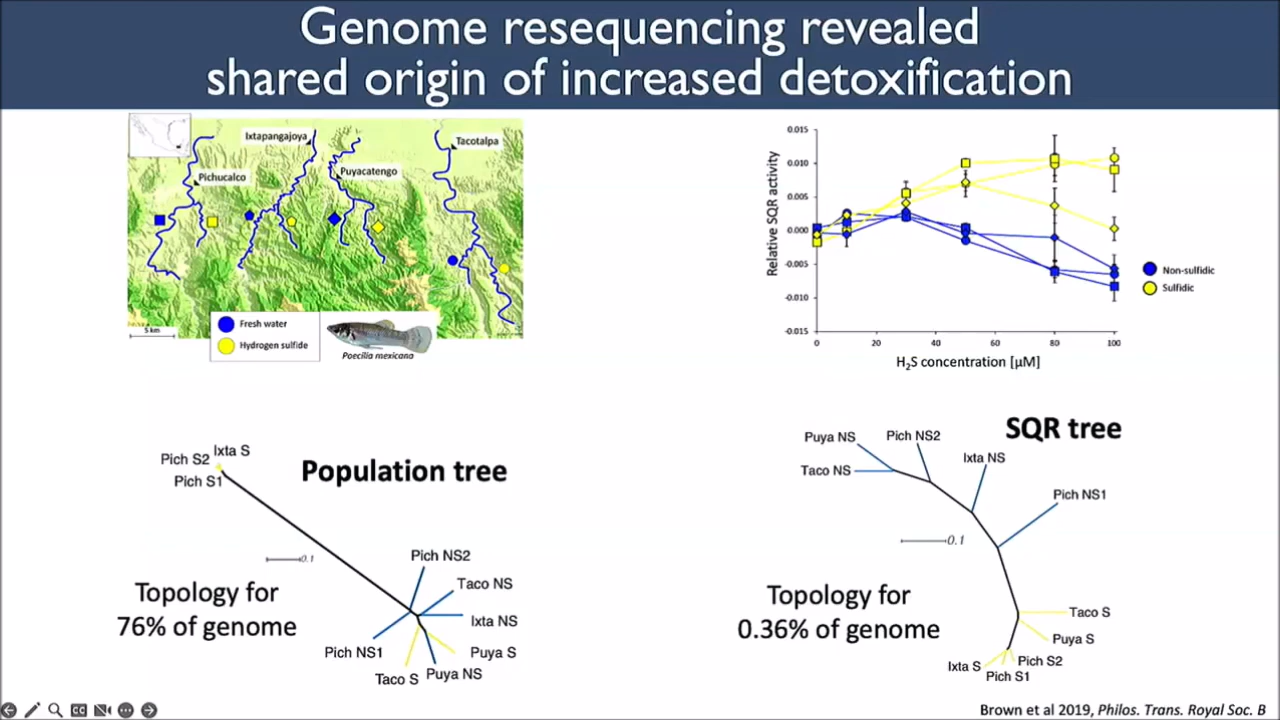 Genome resequencing revealed
shared origin of increased detoxification
Ixtapangajoya
Tacotalpa
Puyacatengo
Pichucalco
5 km
Fresh water
Hydrogen sulfide
Poecilia mexicana
Relative SQR activity
0.015
0.010
0.005
0.000
-0.005
-0.010
-0.015
0
20
40
60
80
100
H₂S concentration [µM]
Non-sulfidic
Sulfidic
Population tree
Ixta S
Pich S2
Pich S1
0.1
Pich NS2
Taco NS
Ixta NS
Puya S
Puya NS
Taco S
Pich NS1
Topology for
76% of genome
SQR tree
Puya NS
Pich NS2
Taco NS
Ixta NS
Pich NS1
0.1
Taco S
Puya S
Pich S2
Ixta S
Pich S1
Topology for
0.36% of genome
Brown et al 2019, Philos. Trans. Royal Soc. B